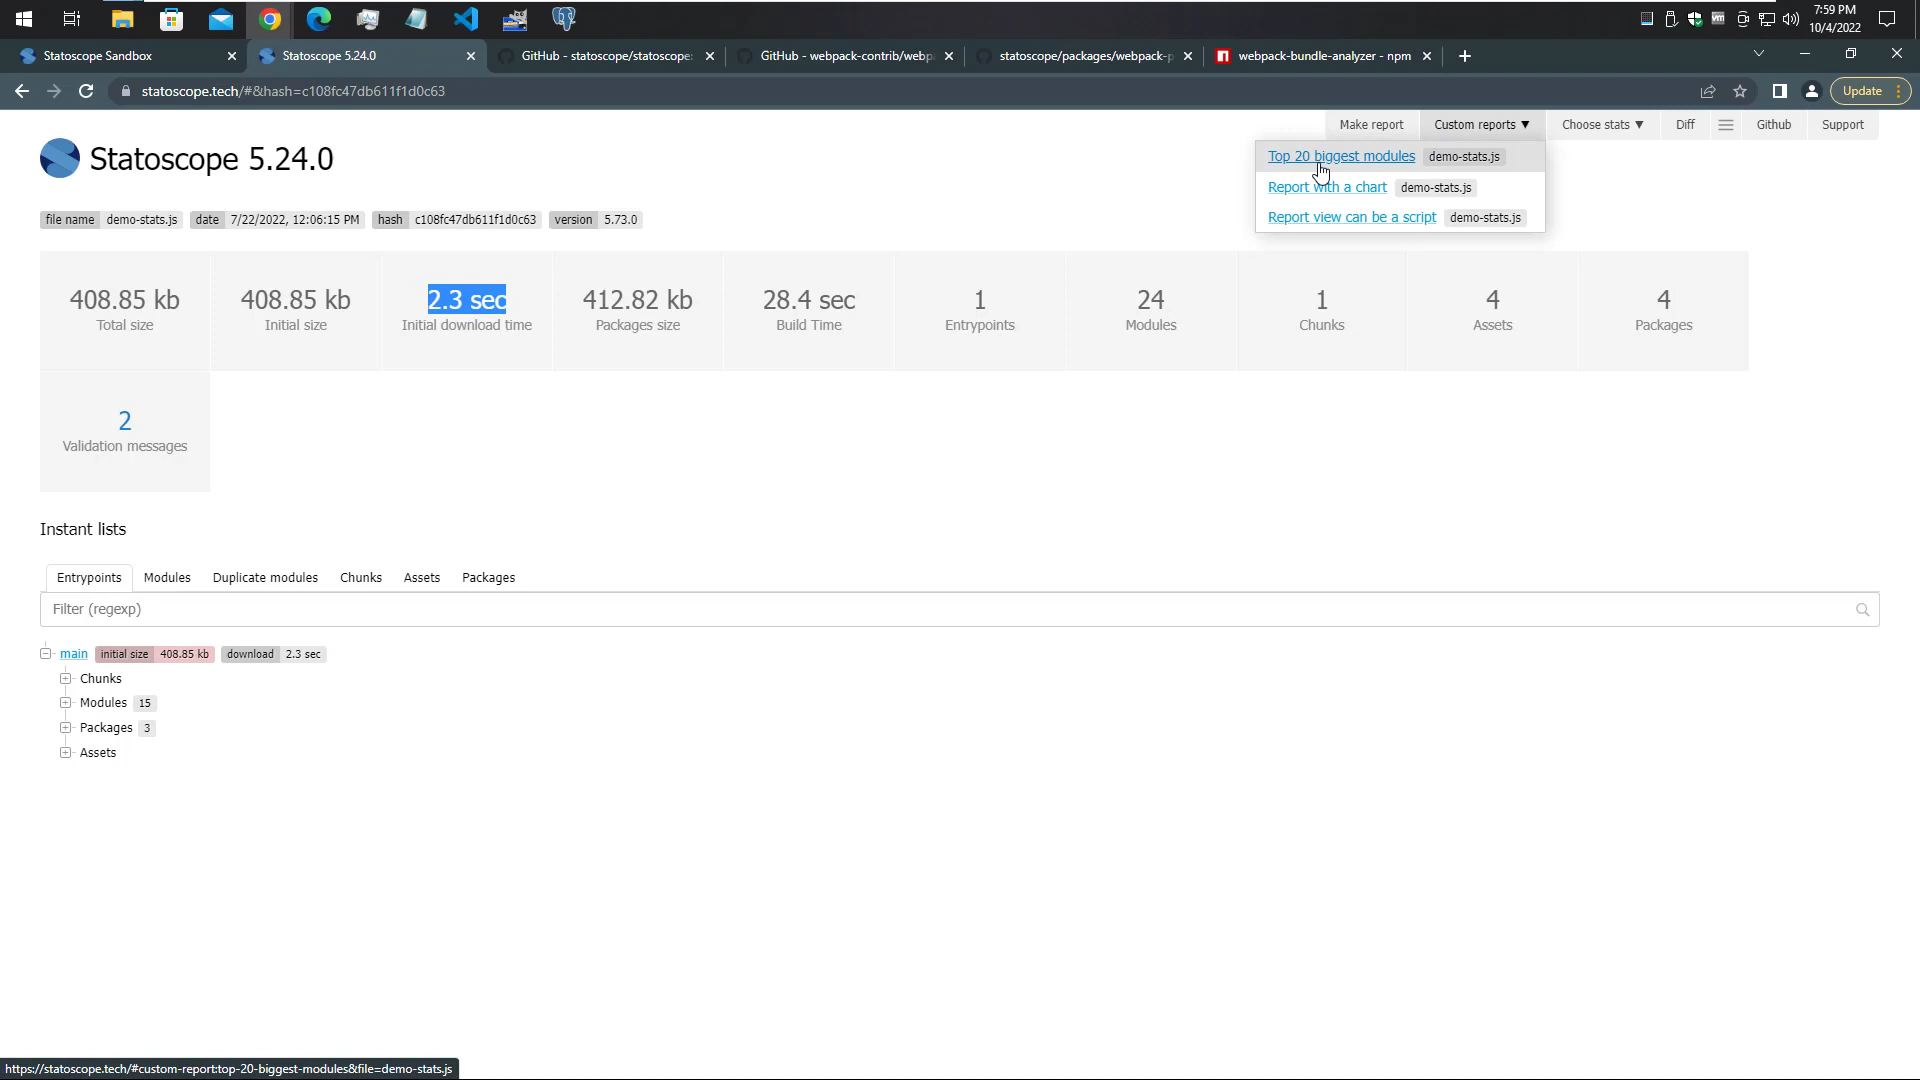 7:59 PM
10/4/2022
Statoscope Sandbox
Statoscope 5.24.0
GitHub - statoscope/statoscope:
GitHub - webpack-contrib/webp
statoscope/packages/webpack-p
webpack-bundle-analyzer - npm
statoscope.tech/#&hash=c108fc47db611f1d0c63
Update
Make report
Custom reports ▼
Choose stats ▼
Diff
Github
Support
Top 20 biggest modules demo-stats.js
Report with a chart demo-stats.js
Report view can be a script demo-stats.js
Statoscope 5.24.0
file name demo-stats.js date 7/22/2022, 12:06:15 PM hash c108fc47db611f1d0c63 version 5.73.0
408.85 kb
Total size
408.85 kb
Initial size
2.3 sec
Initial download time
412.82 kb
Packages size
28.4 sec
Build Time
1
Entrypoints
24
Modules
1
Chunks
4
Assets
4
Packages
2
Validation messages
Instant lists
Entrypoints Modules Duplicate modules Chunks Assets Packages
Filter (regexp)
main initial size 408.85 kb download 2.3 sec
Chunks
Modules 15
Packages 3
Assets
https://statoscope.tech/#custom-report:top-20-biggest-modules&file=demo-stats.js